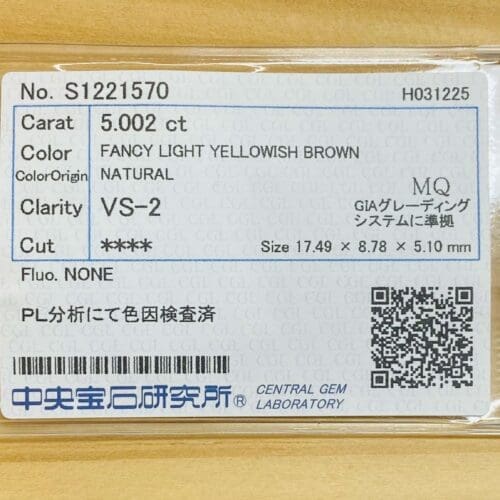 No. S1221570 H031225
Carat 5.002 ct
Color FANCY LIGHT YELLOWISH BROWN
ColorOrigin NATURAL
Clarity VS-2 MQ
GIAグレーディング
システムに準拠
Cut **** Size 17.49 × 8.78 × 5.10 mm
Fluo. NONE
PL分析にて色因検査済
中央宝石研究所® CENTRAL GEM
LABORATORY